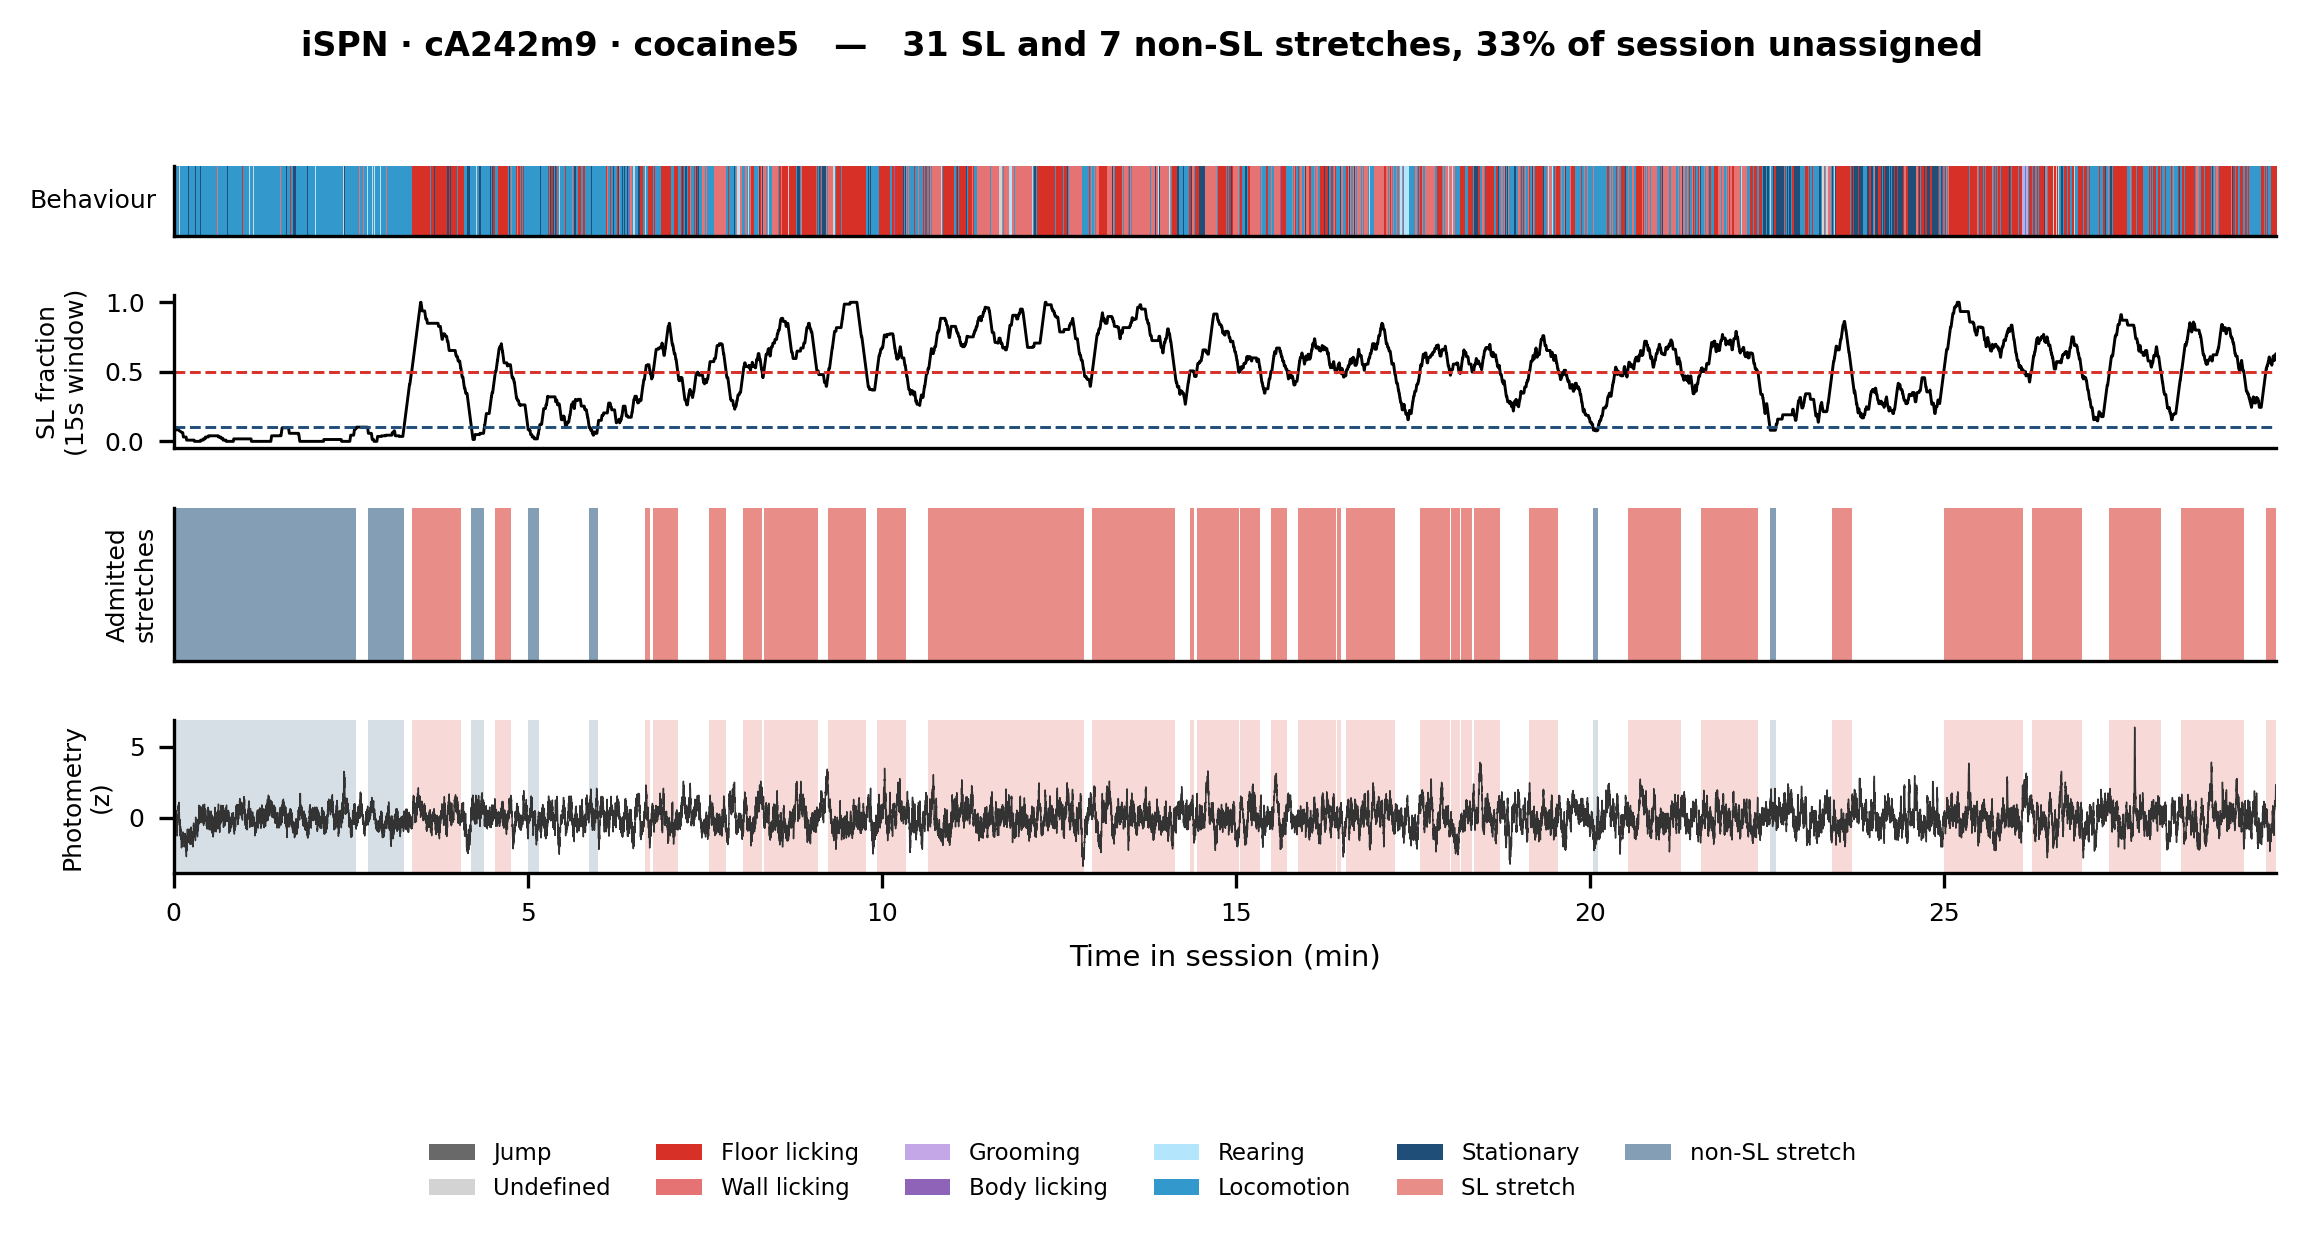 iSPN · cA242m9 · cocaine5 — 31 SL and 7 non-SL stretches, 33% of session unassigned
Behaviour
SL fraction
(15s window)
1.0
0.5
0.0
Admitted
stretches
Photometry
(z)
5
0
0 5 10 15 20 25
Time in session (min)
Jump Floor licking Grooming Rearing Stationary non-SL stretch
Undefined Wall licking Body licking Locomotion SL stretch